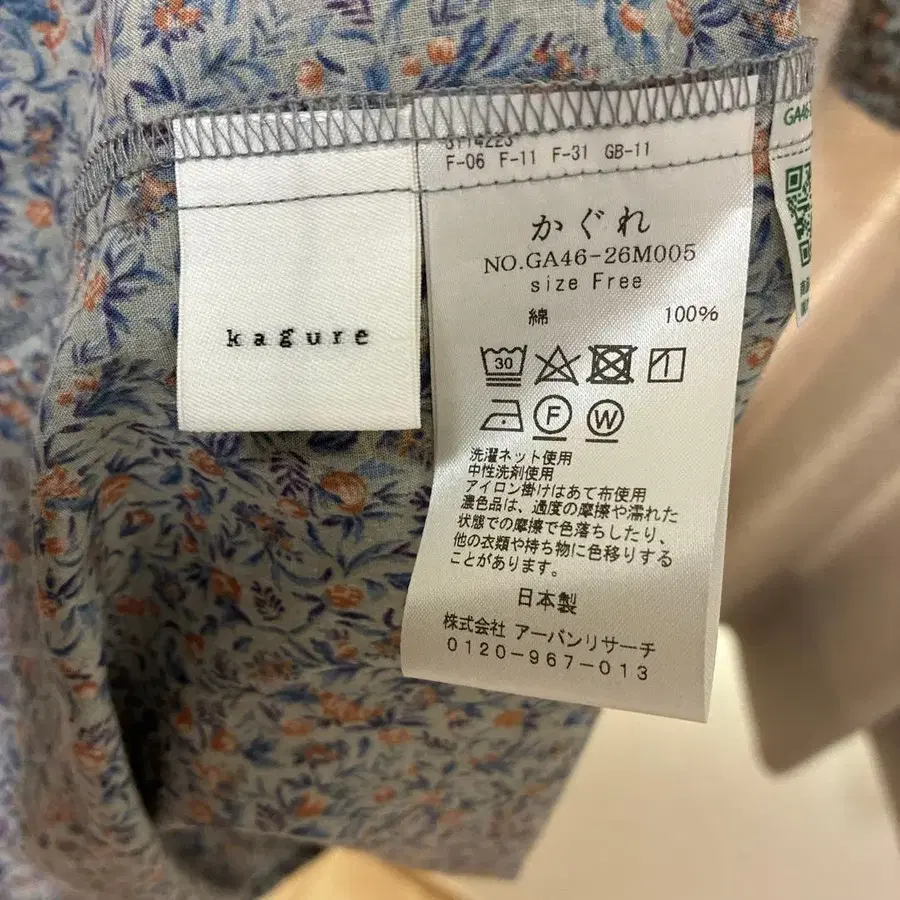 kagure
F-06 F-11 F-31 GB-11
かぐれ
NO.GA46-26M005
size Free
綿 100%
30
F
W
洗濯ネット使用
中性洗剤使用
アイロン掛けはあて布使用
濃色品は、過度の摩擦や濡れた
状態での摩擦で色落ちしたり、
他の衣類や持ち物に色移りする
ことがあります。
日本製
株式会社 アーバンリサーチ
0120-967-013
GA46